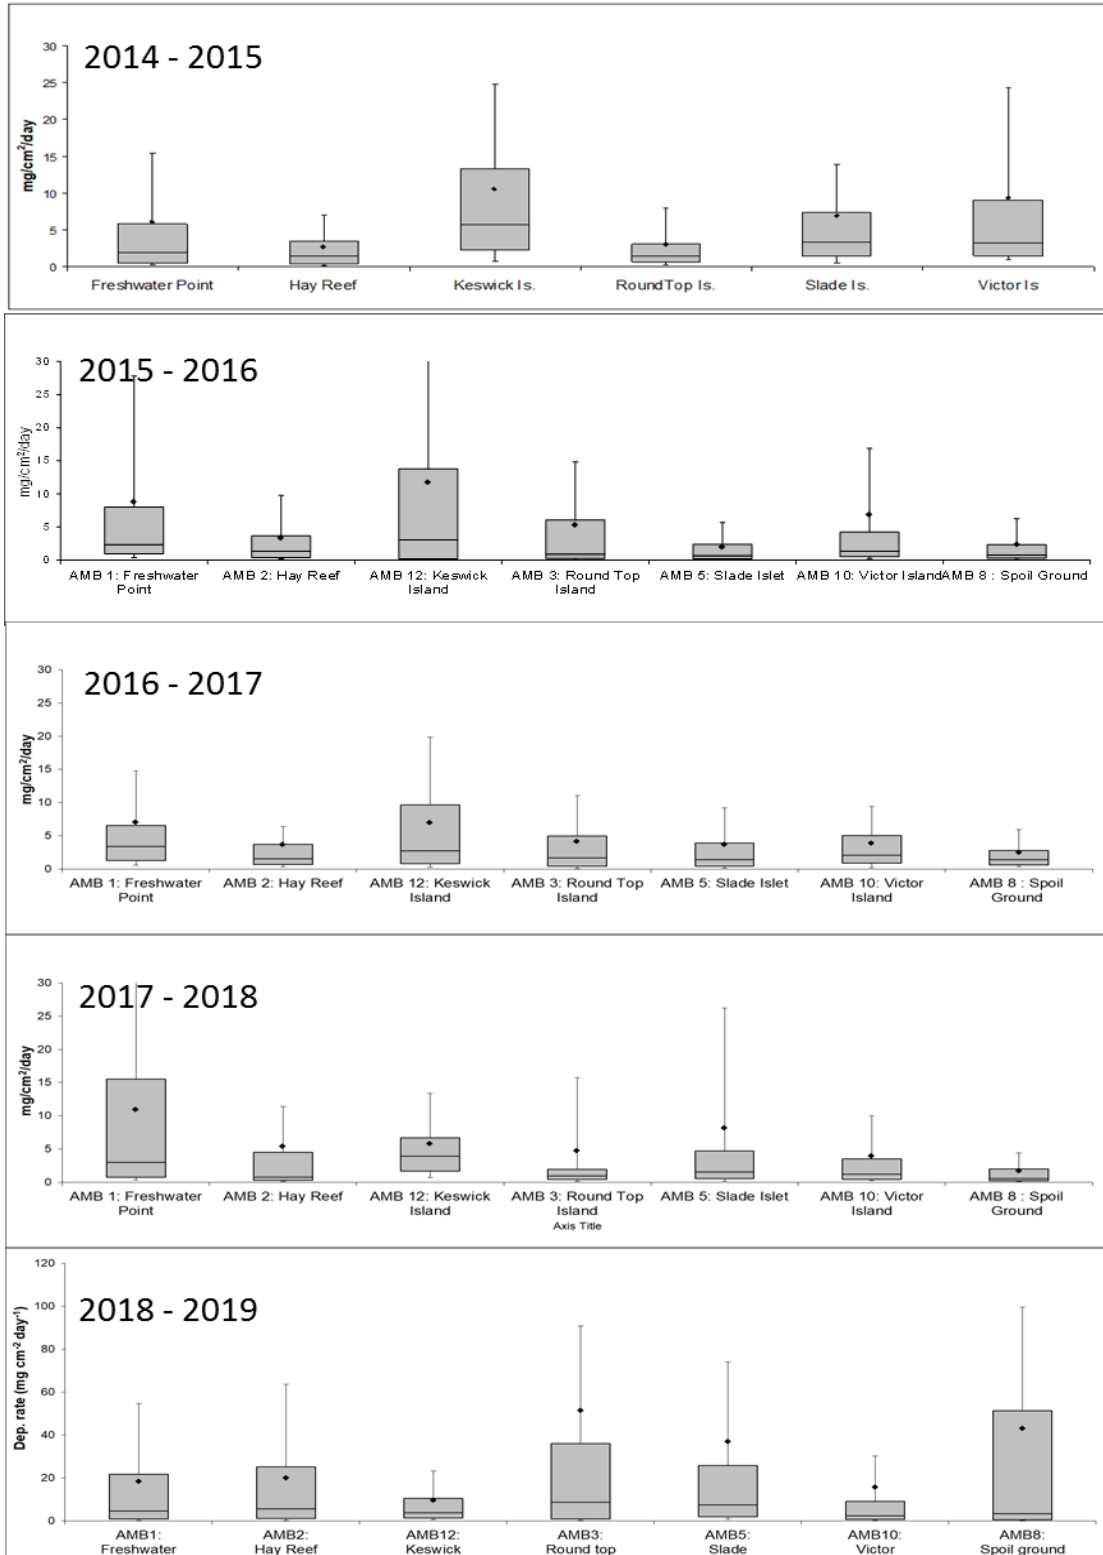 2014 - 2015
mg/cm²/day
30
25
20
15
10
5
0
Freshwater Point Hay Reef Keswick Is. RoundTop Is. Slade Is. Victor Is
2015 - 2016
mg/cm²/day
30
25
20
15
10
5
0
AMB 1: Freshwater AMB 2: Hay Reef AMB 12: Keswick AMB 3: Round Top AMB 5: Slade Islet AMB 10: Victor Island AMB 8 : Spoil Ground
Point Island Island
2016 - 2017
mg/cm²/day
30
25
20
15
10
5
0
AMB 1: Freshwater AMB 2: Hay Reef AMB 12: Keswick AMB 3: Round Top AMB 5: Slade Islet AMB 10: Victor AMB 8 : Spoil
Point Island Island Island Ground
2017 - 2018
mg/cm²/day
30
25
20
15
10
5
0
AMB 1: Freshwater AMB 2: Hay Reef AMB 12: Keswick AMB 3: Round Top AMB 5: Slade Islet AMB 10: Victor AMB 8 : Spoil
Point Island Island Island Ground
Axis Title
2018 - 2019
Dep. rate (mg cm⁻² day⁻¹)
120
100
80
60
40
20
0
AMB1: AMB2: AMB12: AMB3: AMB5: AMB10: AMB8:
Freshwater Hay Reef Keswick Round top Slade Victor Spoil ground